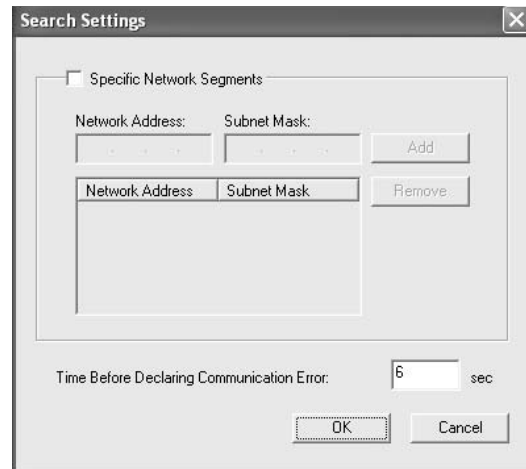 Search Settings
Specific Network Segments
Network Address: Subnet Mask:
Add
Network Address Subnet Mask
Remove
Time Before Declaring Communication Error: 6 sec
OK Cancel